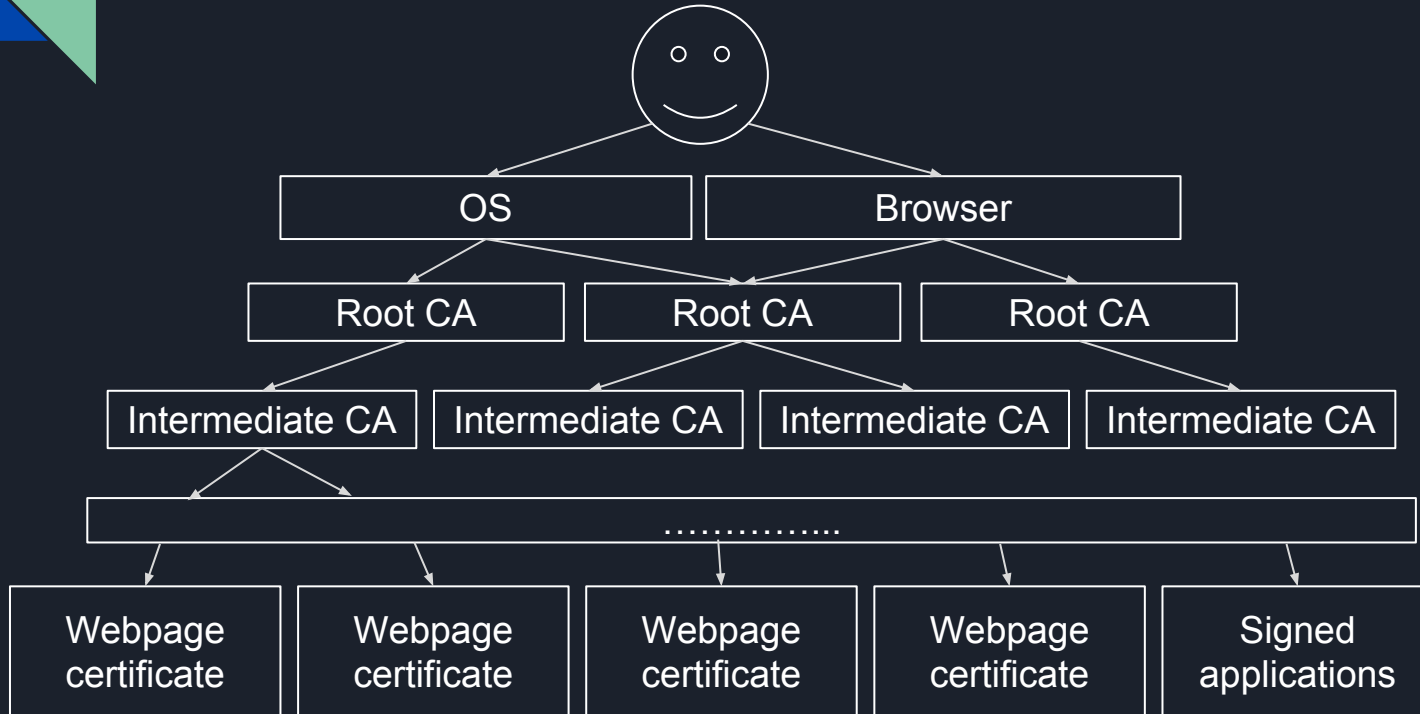 OS
Browser
Root CA
Root CA
Root CA
Intermediate CA
Intermediate CA
Intermediate CA
Intermediate CA
……………..
Webpage
certificate
Webpage
certificate
Webpage
certificate
Webpage
certificate
Signed
applications